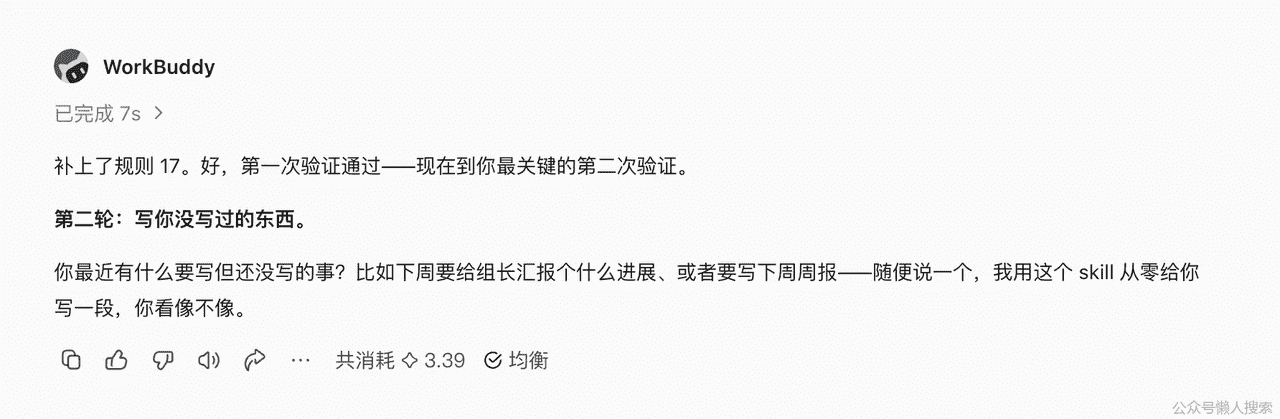 WorkBuddy
已完成 7s
补上了规则 17。好，第一次验证通过——现在到你最关键的第二次验证。
第二轮：写你没写过的东西。
你最近有什么要写但还没写的事？比如下周要给组长汇报个什么进展、或者要写下周周报——随便说一个，我用这个 skill 从零给你
写一段，你看像不像。
共消耗 3.39 均衡
公众号懒人搜索